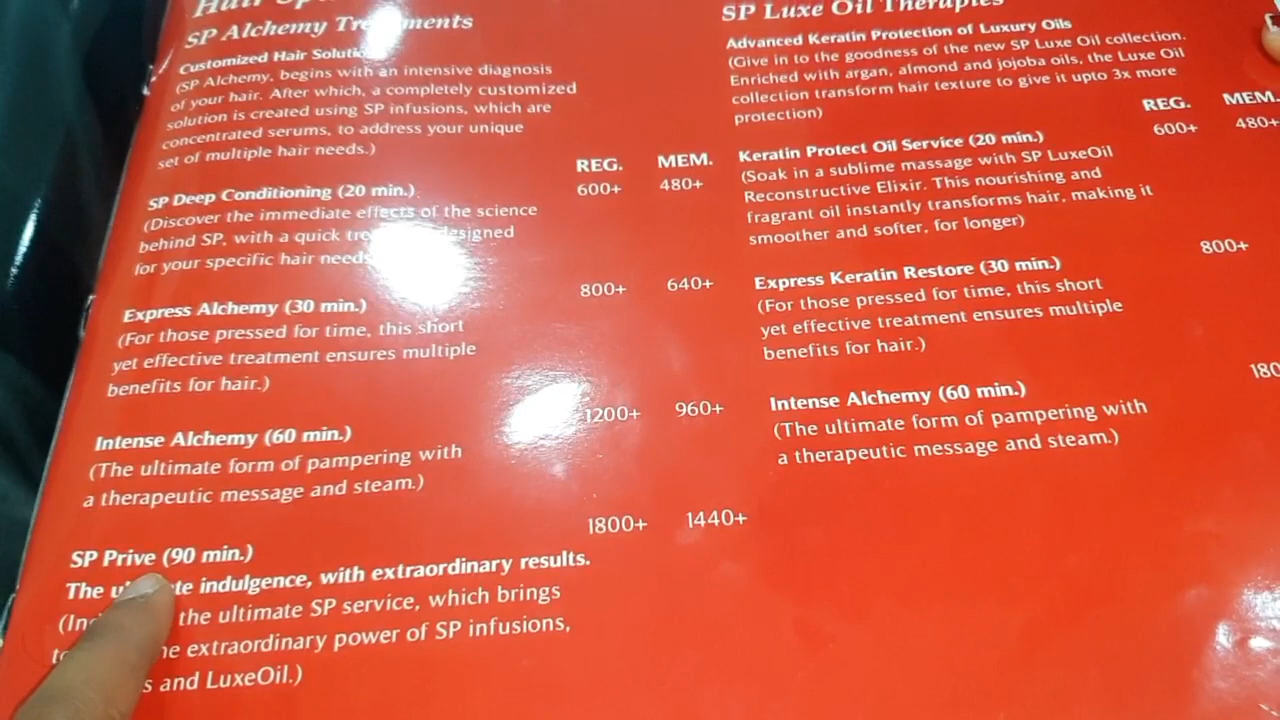 Hair Sp
SP Alchemy Tre ments
Customized Hair Solutio
(SP Alchemy, begins with an intensive diagnosis
of your hair. After which, a completely customized
solution is created using SP infusions, which are
concentrated serums, to address your unique
set of multiple hair needs.)
REG. MEM.
SP Deep Conditioning (20 min.) 600+ 480+
(Discover the immediate effects of the science
behind SP, with a quick tre designed
for your specific hair needs
Express Alchemy (30 min.) 800+ 640+
(For those pressed for time, this short
yet effective treatment ensures multiple
benefits for hair.)
Intense Alchemy (60 min.) 1200+ 960+
(The ultimate form of pampering with
a therapeutic message and steam.)
SP Prive (90 min.) 1800+ 1440+
The u te indulgence, with extraordinary results.
(In the ultimate SP service, which brings
extraordinary power of SP infusions,
s and LuxeOil.)
SP Luxe Oil Therapies
Advanced Keratin Protection of Luxury Oils
(Give in to the goodness of the new SP Luxe Oil collection.
Enriched with argan, almond and jojoba oils, the Luxe Oil
collection transform hair texture to give it upto 3x more
protection)
REG. MEM.
Keratin Protect Oil Service (20 min.) 600+ 480+
(Soak in a sublime massage with SP LuxeOil
Reconstructive Elixir. This nourishing and
fragrant oil instantly transforms hair, making it
smoother and softer, for longer)
Express Keratin Restore (30 min.) 800+
(For those pressed for time, this short
yet effective treatment ensures multiple
benefits for hair.)
Intense Alchemy (60 min.) 180
(The ultimate form of pampering with
a therapeutic message and steam.)